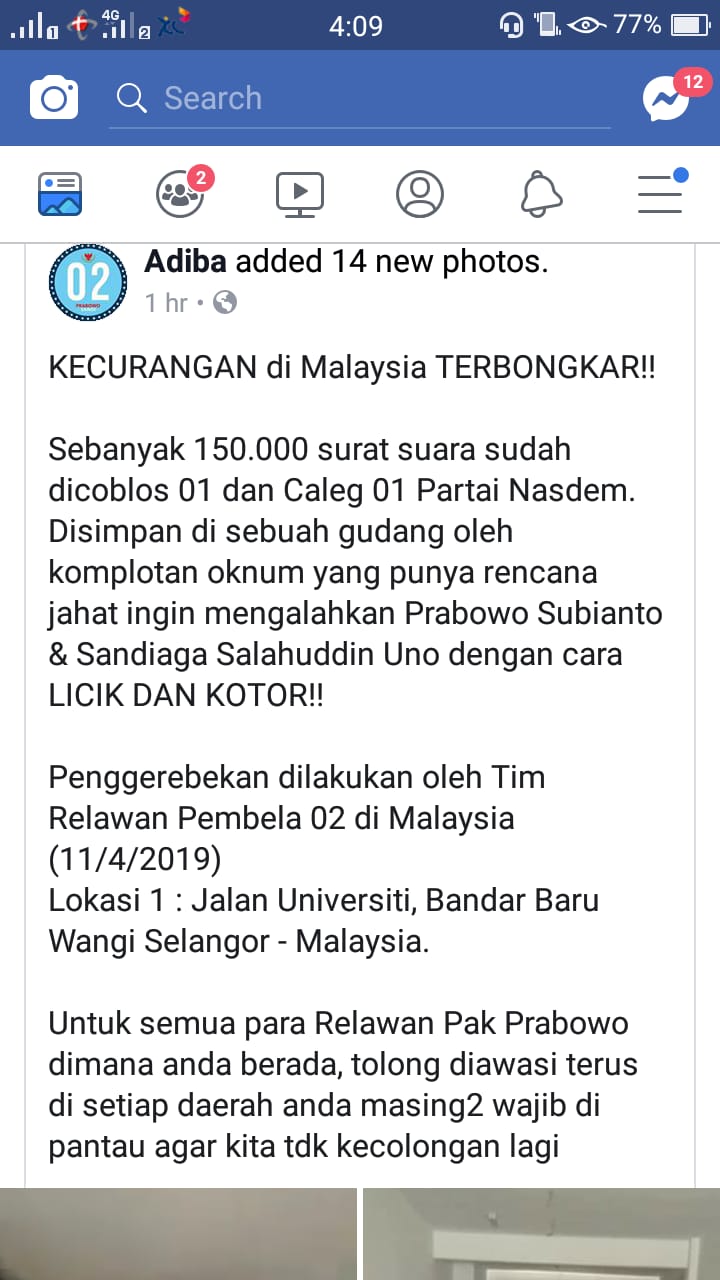 1 4G 2 4:09 77%
Search
12
2
02
PRABOWO
SANDI
Adiba added 14 new photos.
1 hr •
KECURANGAN di Malaysia TERBONGKAR!!
Sebanyak 150.000 surat suara sudah
dicoblos 01 dan Caleg 01 Partai Nasdem.
Disimpan di sebuah gudang oleh
komplotan oknum yang punya rencana
jahat ingin mengalahkan Prabowo Subianto
& Sandiaga Salahuddin Uno dengan cara
LICIK DAN KOTOR!!
Penggerebekan dilakukan oleh Tim
Relawan Pembela 02 di Malaysia
(11/4/2019)
Lokasi 1 : Jalan Universiti, Bandar Baru
Wangi Selangor - Malaysia.
Untuk semua para Relawan Pak Prabowo
dimana anda berada, tolong diawasi terus
di setiap daerah anda masing2 wajib di
pantau agar kita tdk kecolongan lagi